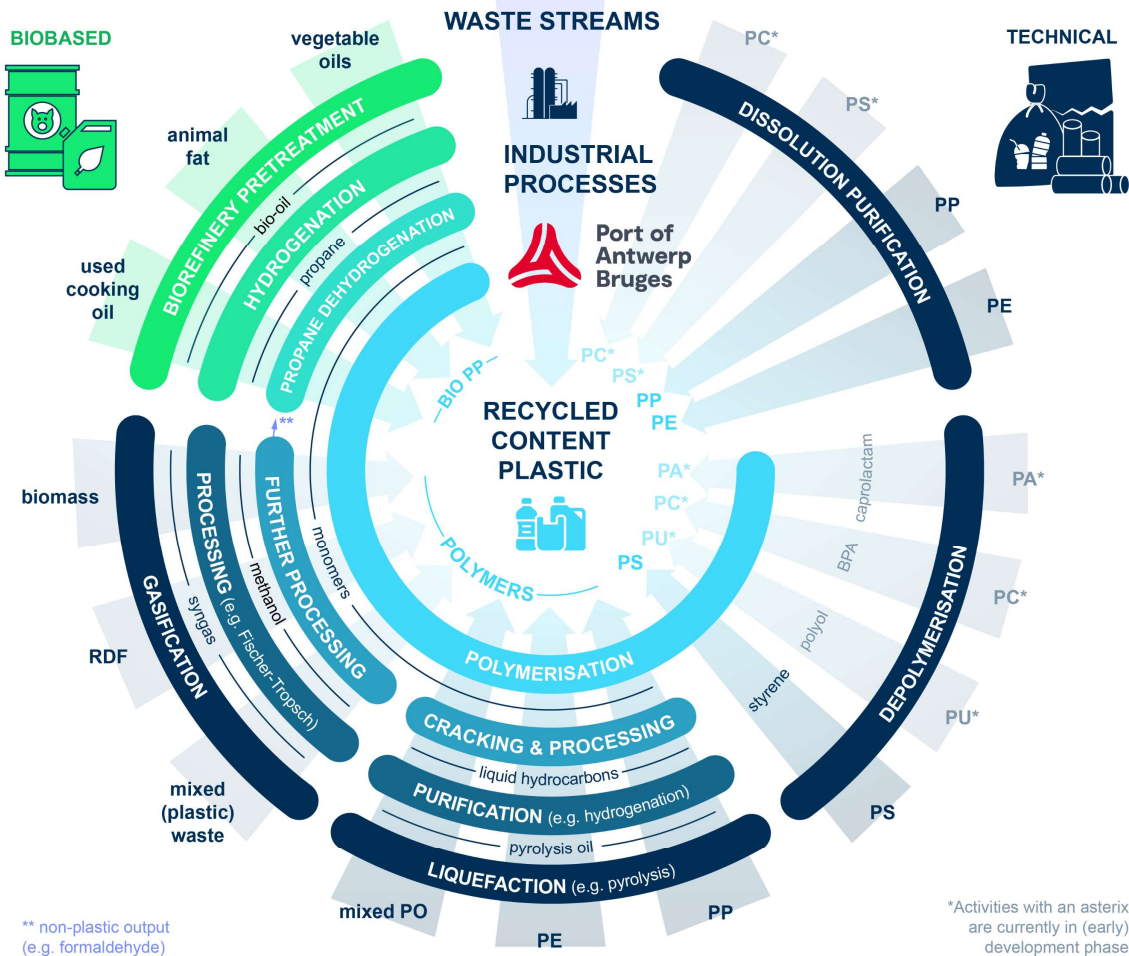 WASTE STREAMS
BIOBASED
TECHNICAL
vegetable
oils
animal
fat
used
cooking
oil
BIOREFINERY PRETREATMENT
bio-oil
HYDROGENATION
propane
PROPANE DEHYDROGENATION
INDUSTRIAL
PROCESSES
Port of
Antwerp
Bruges
PC*
PS*
PP
PE
DISSOLUTION PURIFICATION
BIO PP
PC*
PS*
PP
PE
RECYCLED
CONTENT
PLASTIC
PA*
PC*
PU*
PS
POLYMERS
POLYMERISATION
monomers
**
biomass
RDF
mixed
(plastic)
waste
GASIFICATION
syngas
PROCESSING (e.g. Fischer-Tropsch)
methanol
FURTHER PROCESSING
CRACKING & PROCESSING
liquid hydrocarbons
PURIFICATION (e.g. hydrogenation)
pyrolysis oil
LIQUEFACTION (e.g. pyrolysis)
mixed PO
PE
PP
caprolactam
BPA
polyol
styrene
DEPOLYMERISATION
PA*
PC*
PU*
PS
** non-plastic output
(e.g. formaldehyde)
*Activities with an asterix
are currently in (early)
development phase